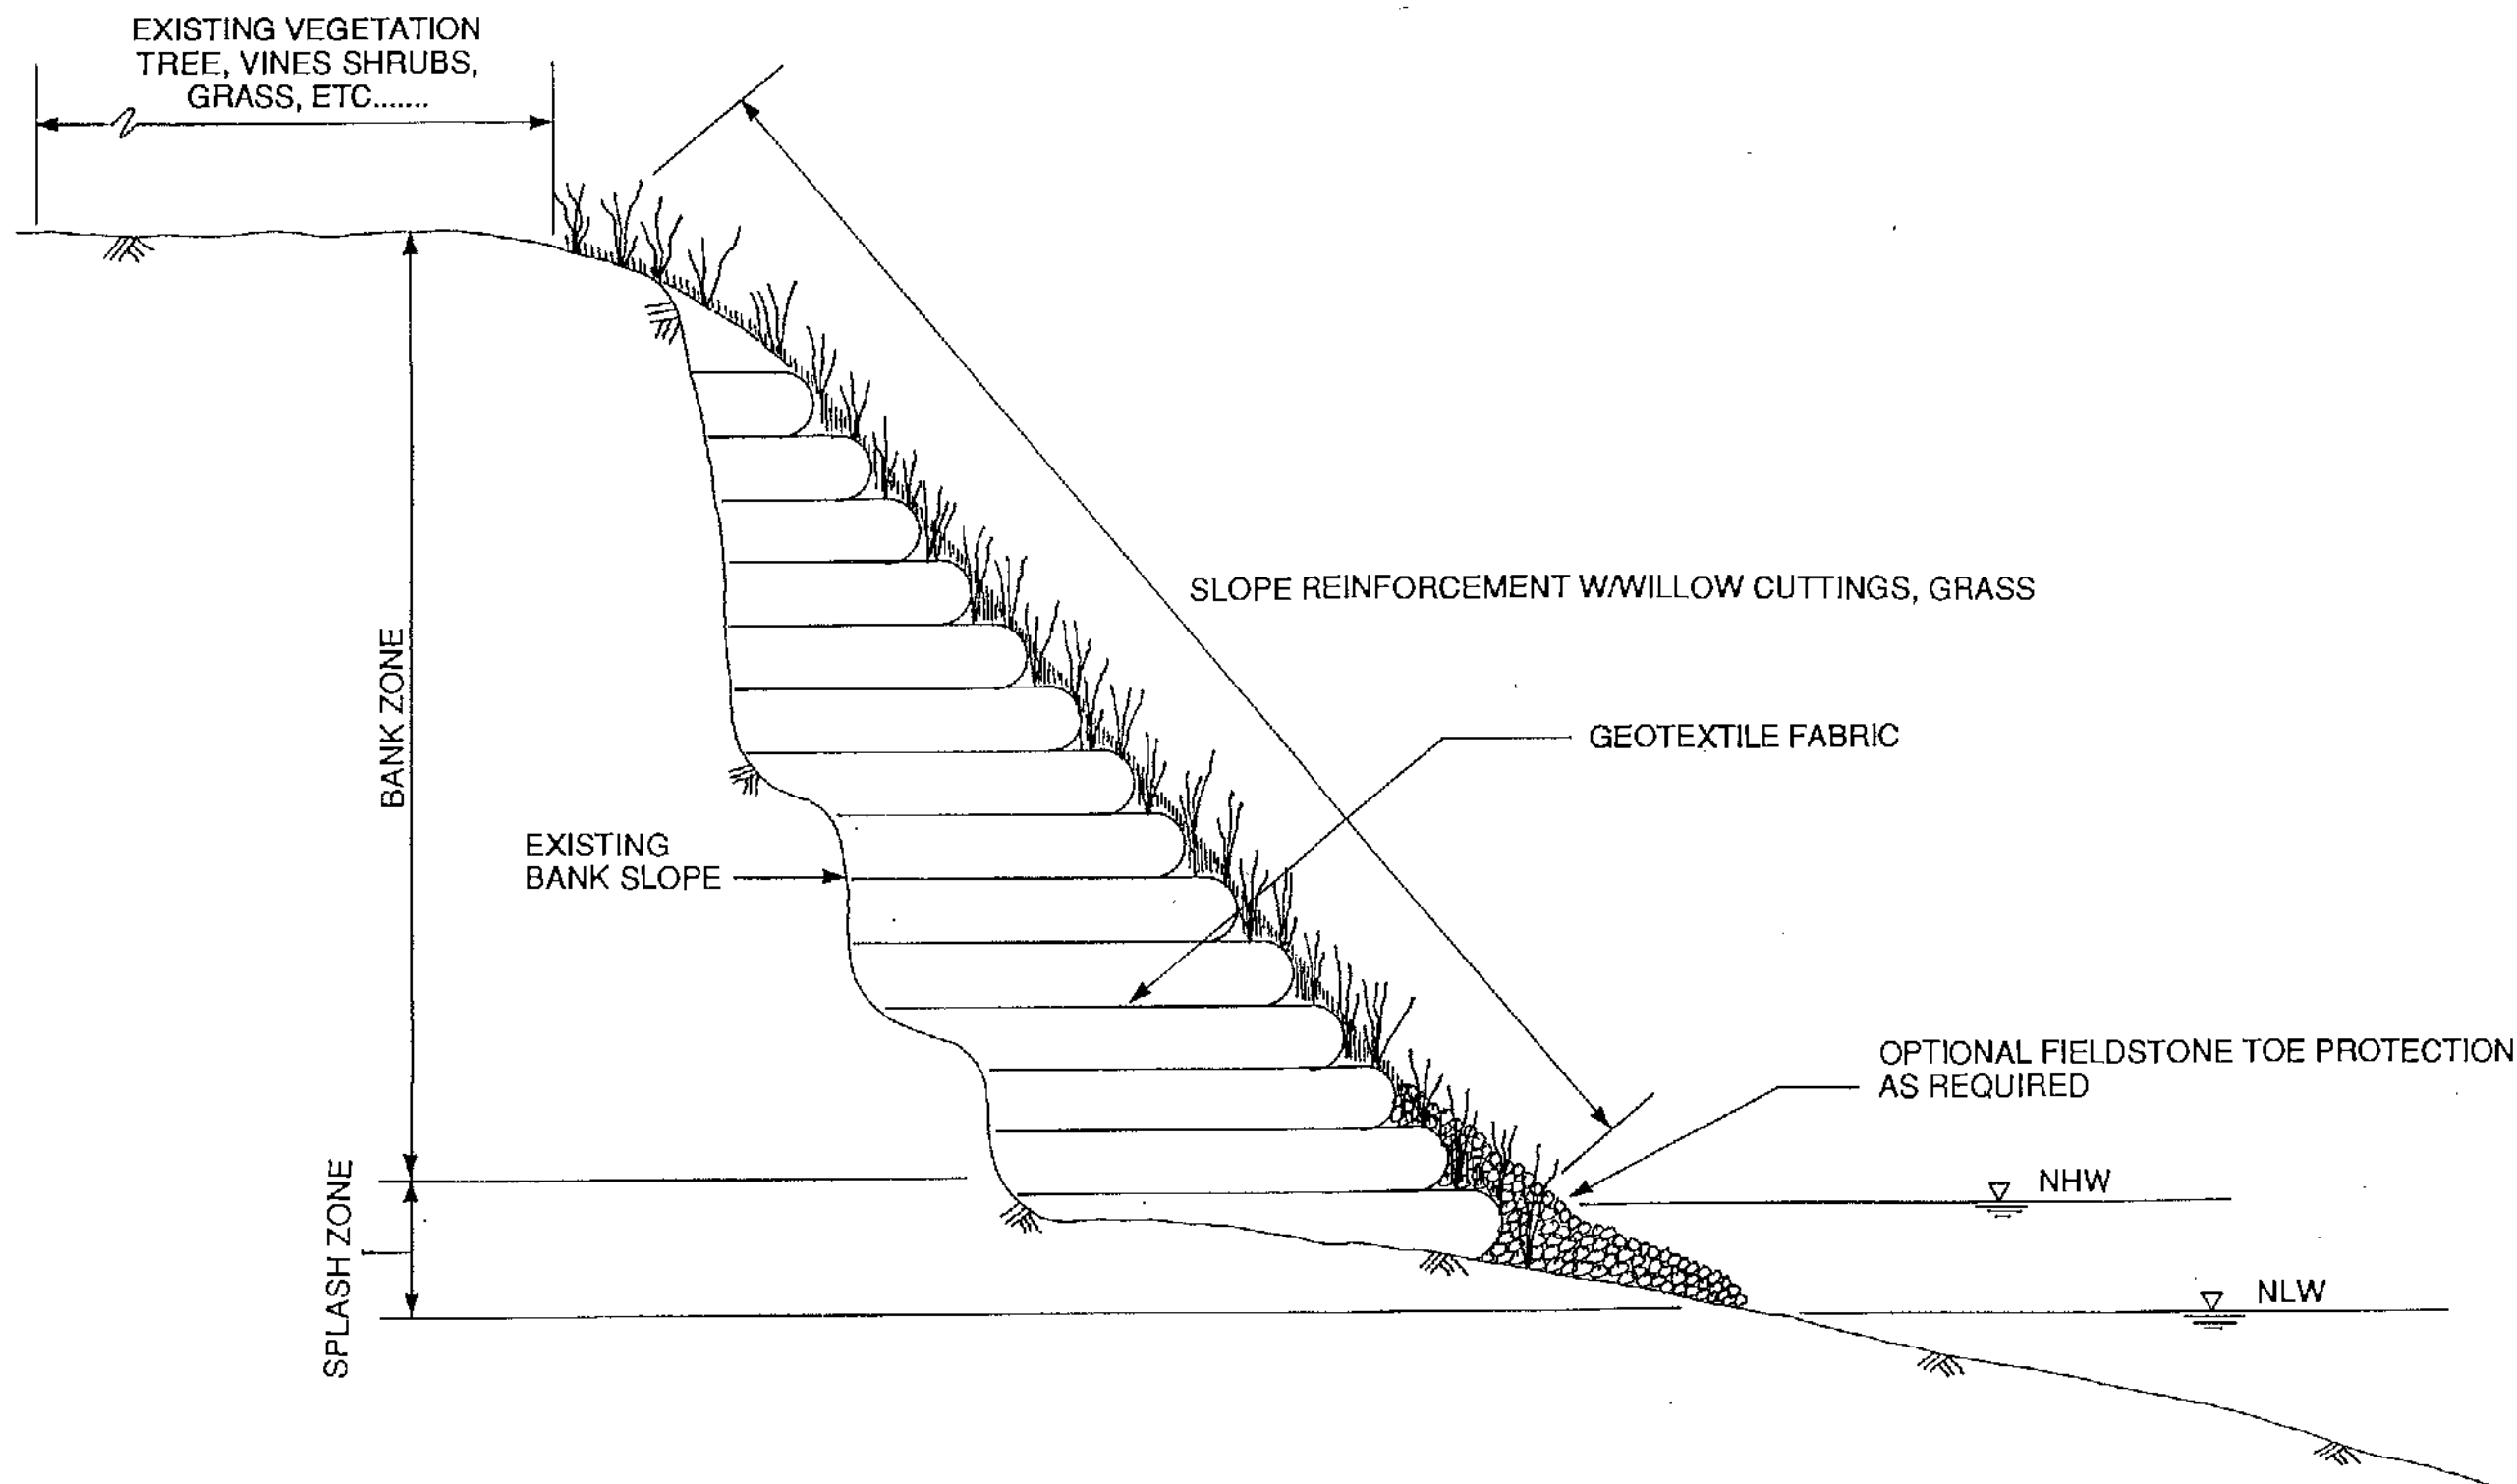 EXISTING VEGETATION
TREE, VINES SHRUBS,
GRASS, ETC.......
SLOPE REINFORCEMENT W/WILLOW CUTTINGS, GRASS
BANK ZONE
GEOTEXTILE FABRIC
EXISTING
BANK SLOPE
OPTIONAL FIELDSTONE TOE PROTECTION
AS REQUIRED
SPLASH ZONE
NHW
NLW